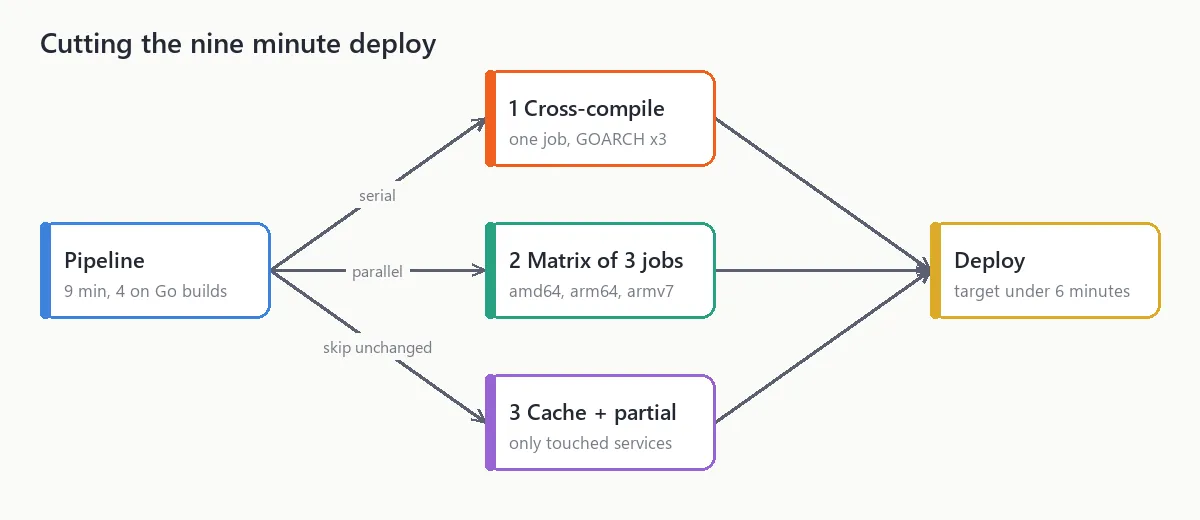 Cutting the nine minute deploy
Pipeline
9 min, 4 on Go builds
serial
parallel
skip unchanged
1 Cross-compile
one job, GOARCH x3
2 Matrix of 3 jobs
amd64, arm64, armv7
3 Cache + partial
only touched services
Deploy
target under 6 minutes